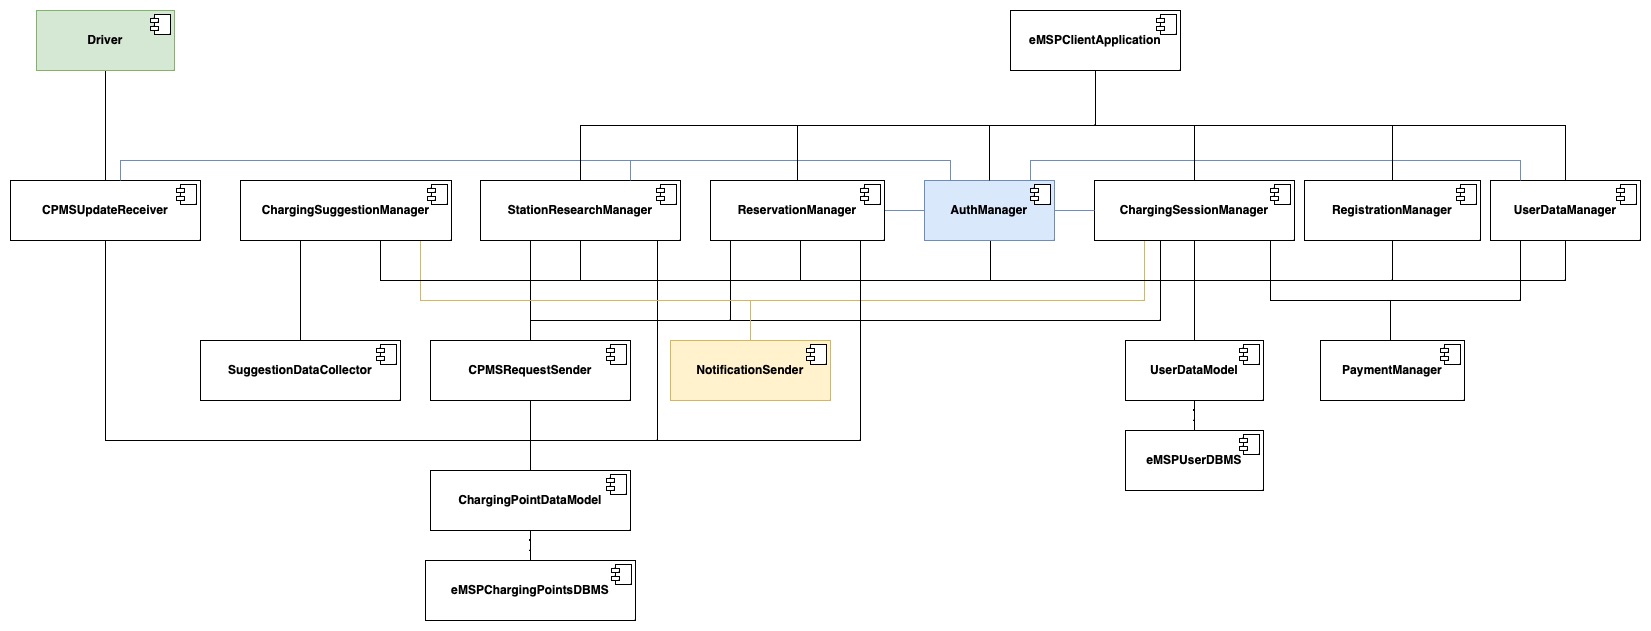 Driver
eMSPClientApplication
CPMSUpdateReceiver
ChargingSuggestionManager
StationResearchManager
ReservationManager
AuthManager
ChargingSessionManager
RegistrationManager
UserDataManager
SuggestionDataCollector
CPMSRequestSender
NotificationSender
UserDataModel
PaymentManager
eMSPUserDBMS
ChargingPointDataModel
eMSPChargingPointsDBMS